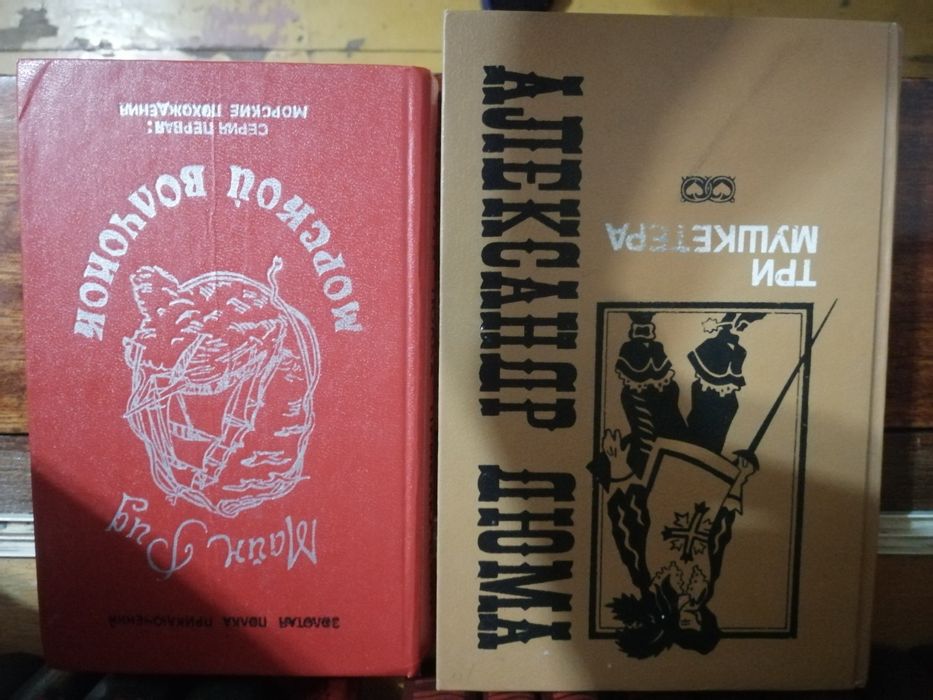 ЗОЛОТАЯ ПОЛКА ПРИКЛЮЧЕНИЙ
Майн Рид
МОРСКОЙ ВОЛЧОНОК
СЕРИЯ ПЕРВАЯ:
МОРСКИЕ ПОХОЖДЕНИЯ
АЛЕКСАНДР ДЮМА
ТРИ
МУШКЕТЕРА